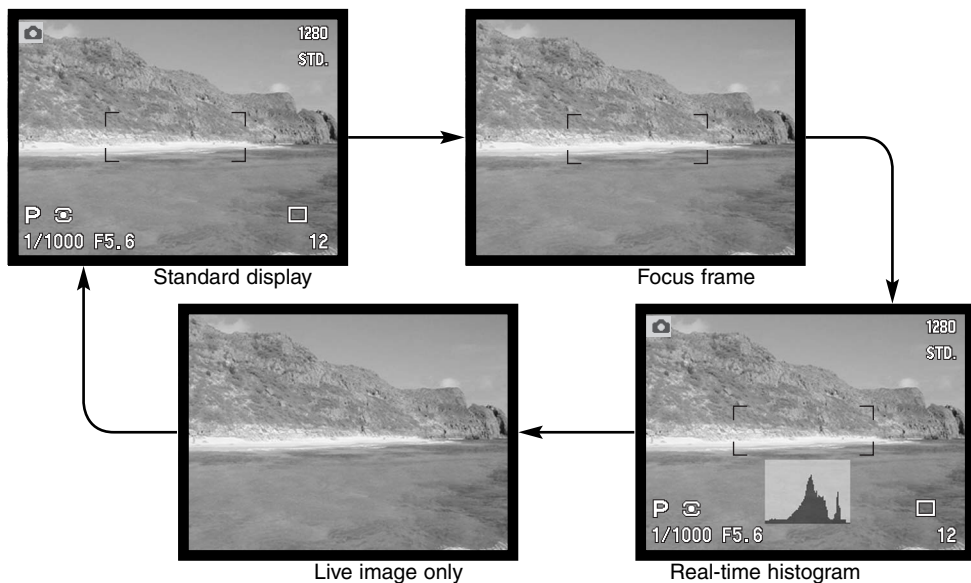 1280
STD.
P
1/1000 F5.6
12
Standard display
Focus frame
1280
STD.
P
1/1000 F5.6
12
Live image only
Real-time histogram